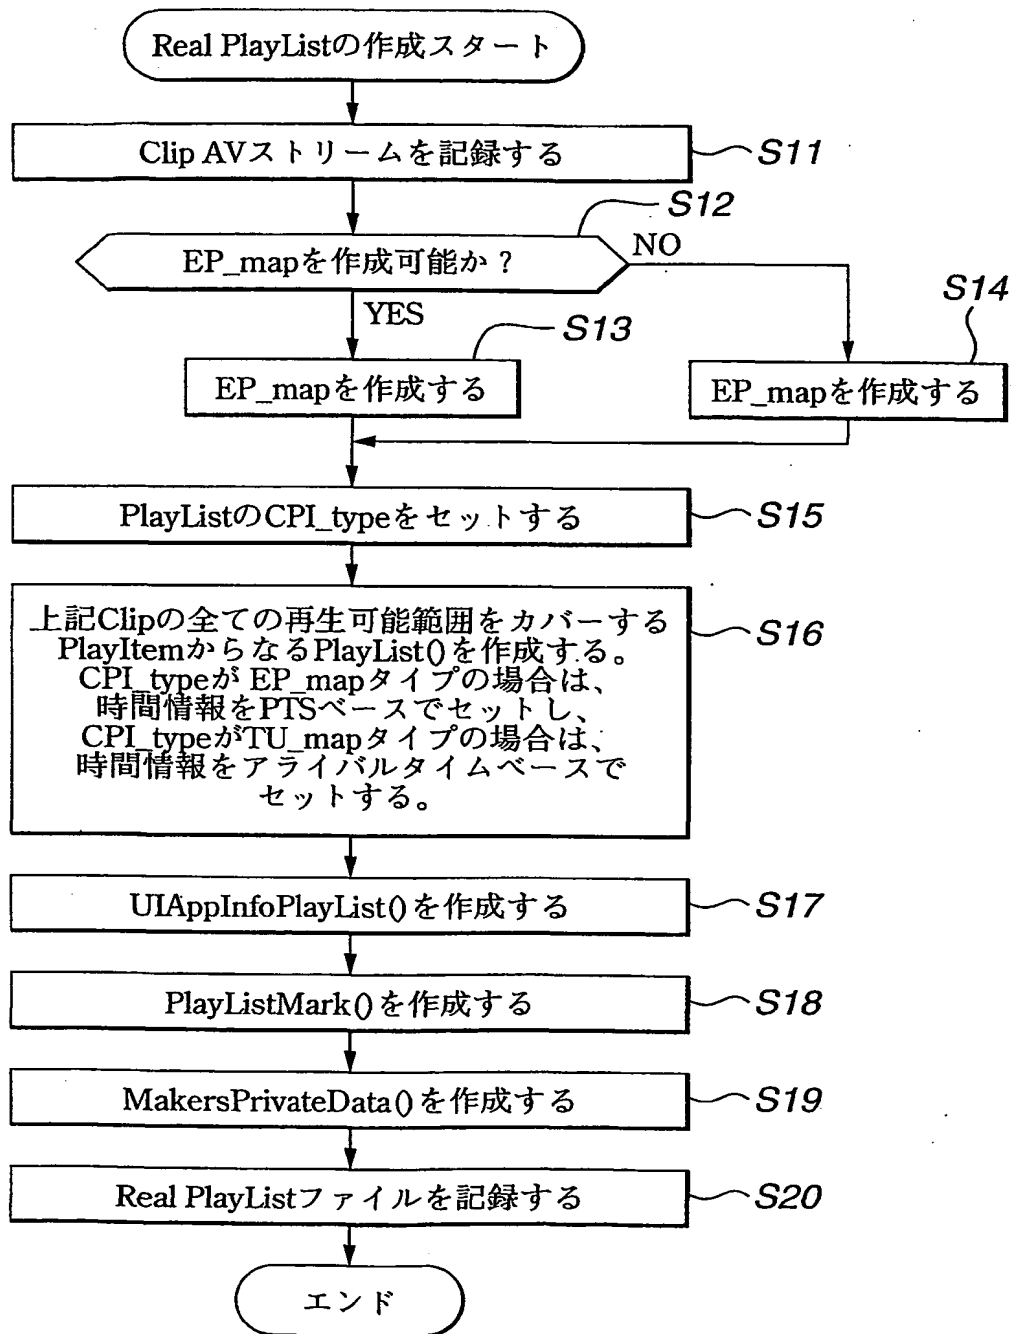 Real PlayListの作成スタート
Clip AVストリームを記録する
S11
S12
EP_mapを作成可能か?
NO
YES
S13
S14
EP_mapを作成する
EP_mapを作成する
PlayListのCPI_typeをセットする
S15
上記Clipの全ての再生可能範囲をカバーする
PlayItemからなるPlayList()を作成する。
CPI_typeが EP_mapタイプの場合は、
時間情報をPTSベースでセットし、
CPI_typeがTU_mapタイプの場合は、
時間情報をアライバルタイムベースで
セットする。
S16
UIAppInfoPlayList()を作成する
S17
PlayListMark()を作成する
S18
MakersPrivateData()を作成する
S19
Real PlayListファイルを記録する
S20
エンド